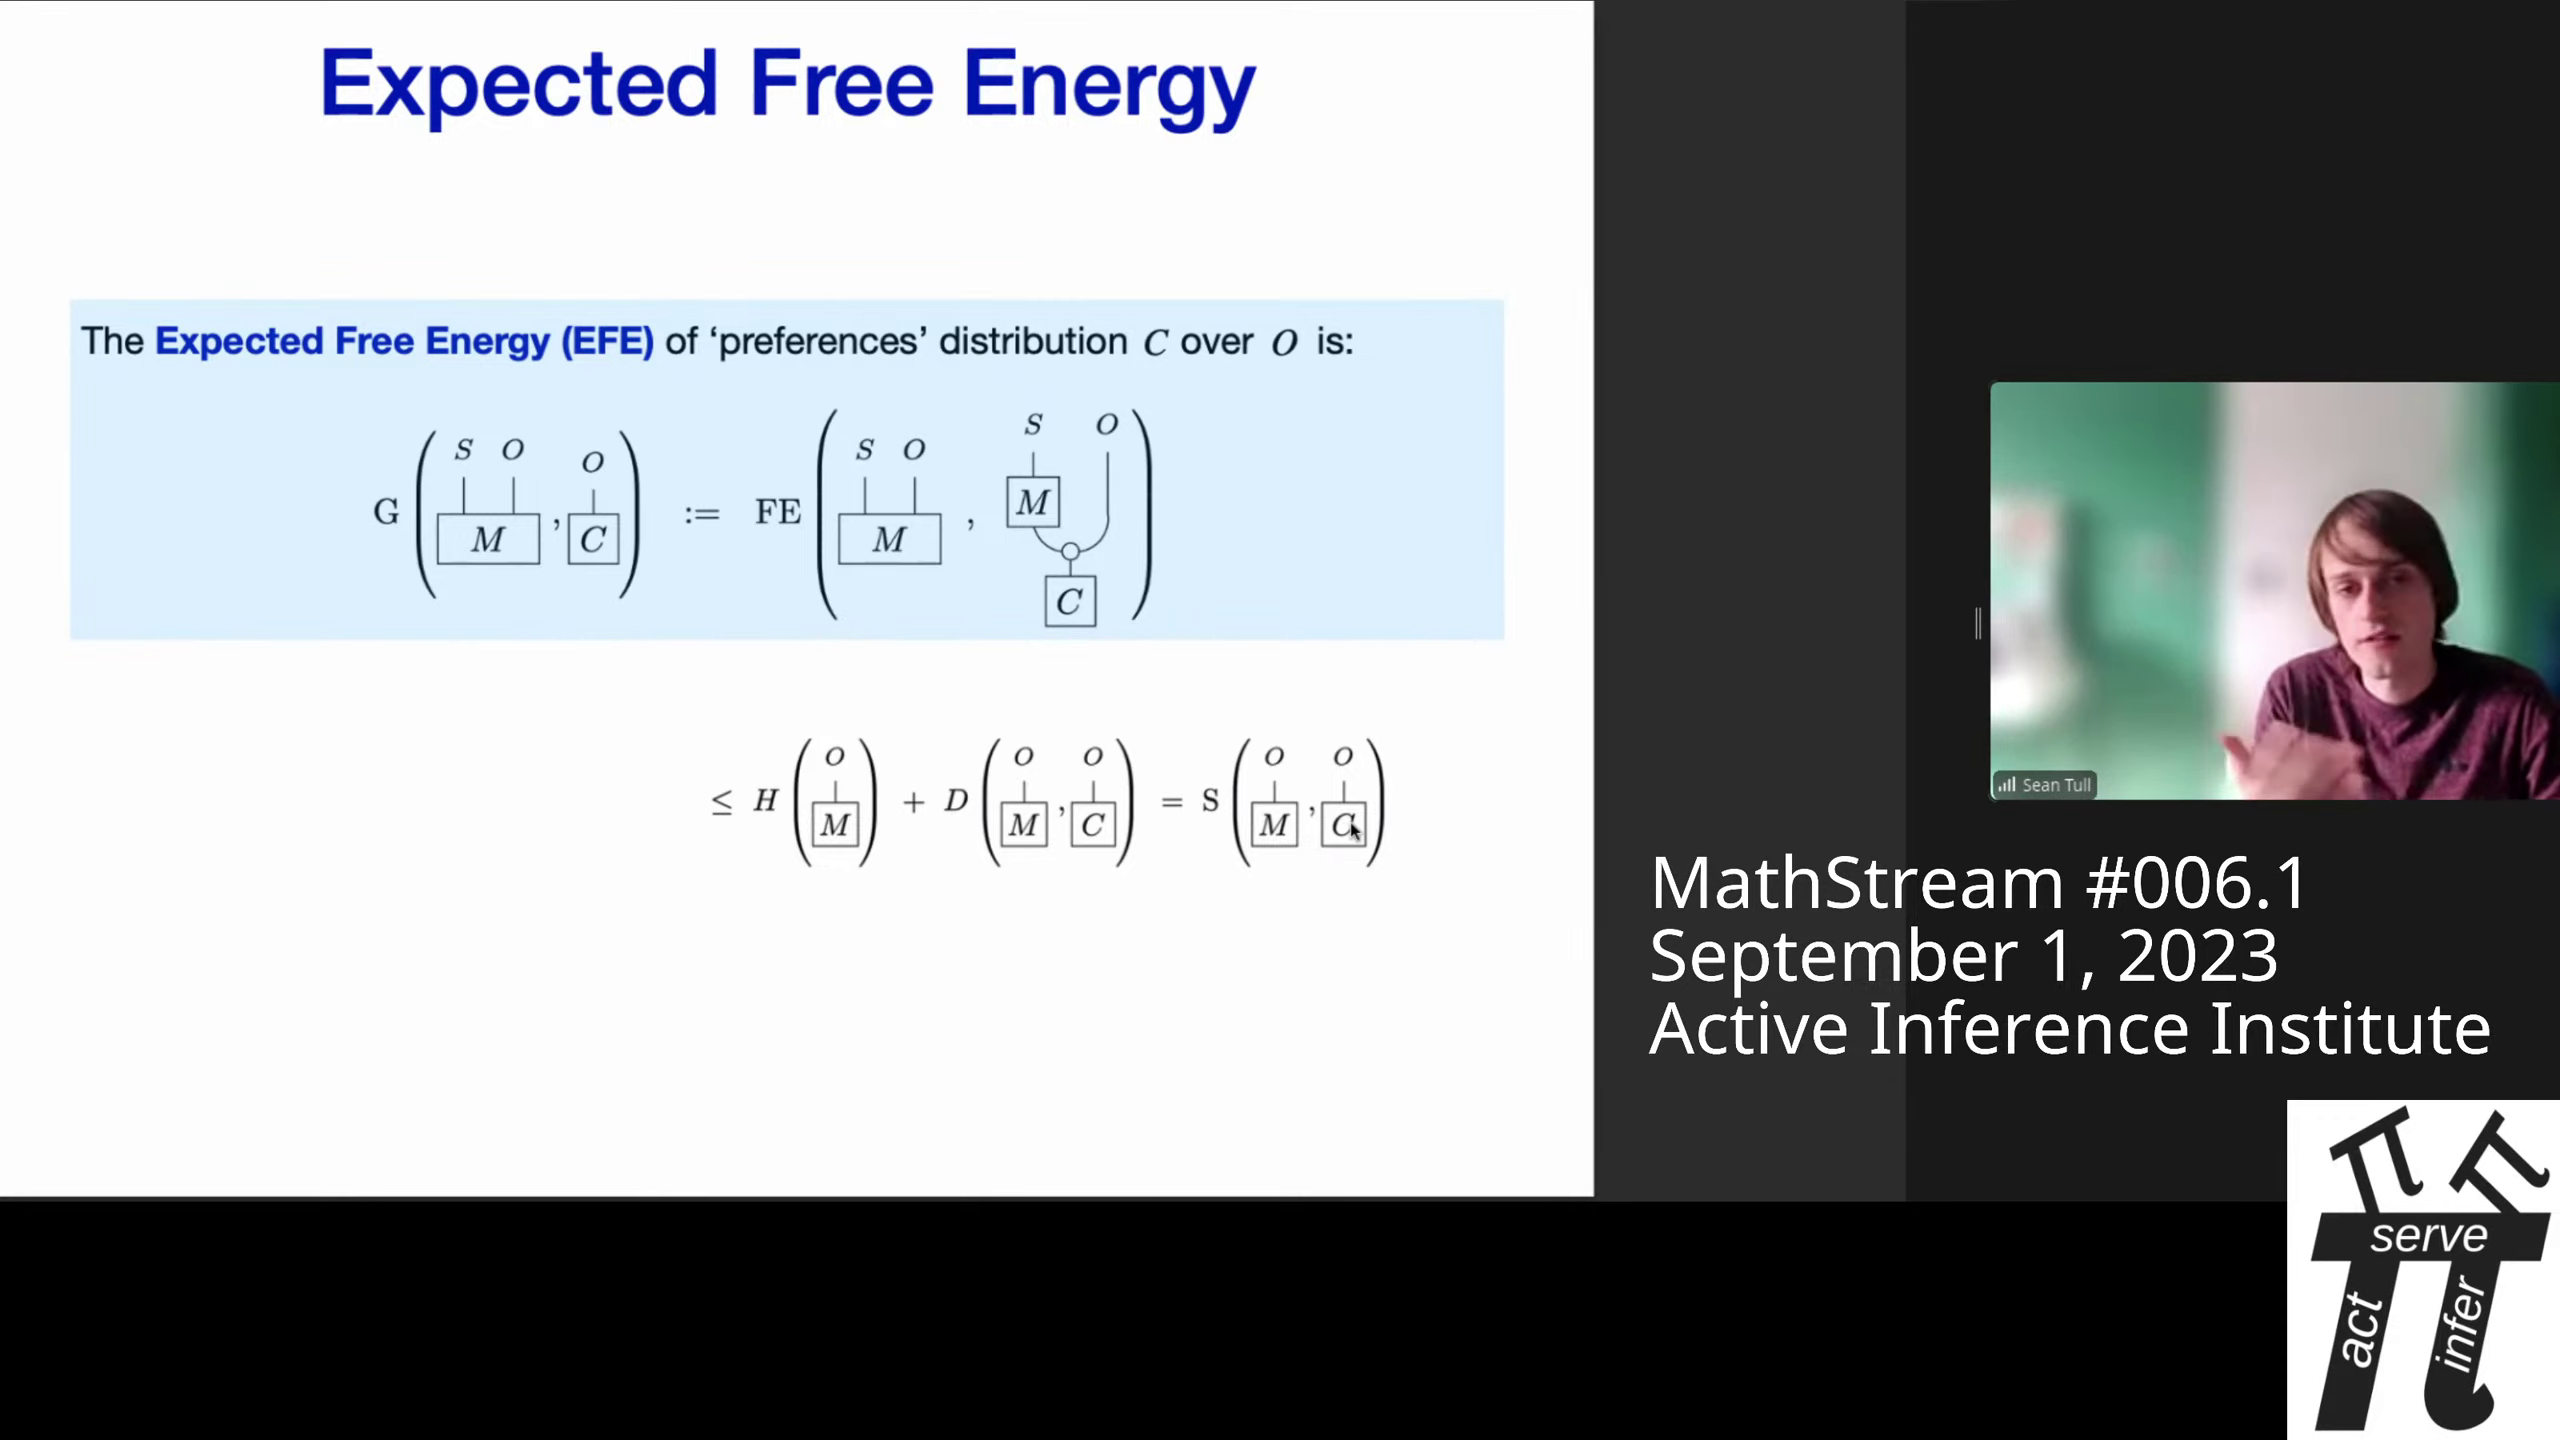 Expected Free Energy
The Expected Free Energy (EFE) of ‘preferences’ distribution C over O is:
S O O S O S O
G ( M , C ) := FE ( M , M C )
O O O O O
≤ H ( M ) + D ( M , C ) = S ( M , C )
Sean Tull
MathStream #006.1
September 1, 2023
Active Inference Institute
serve
act
infer